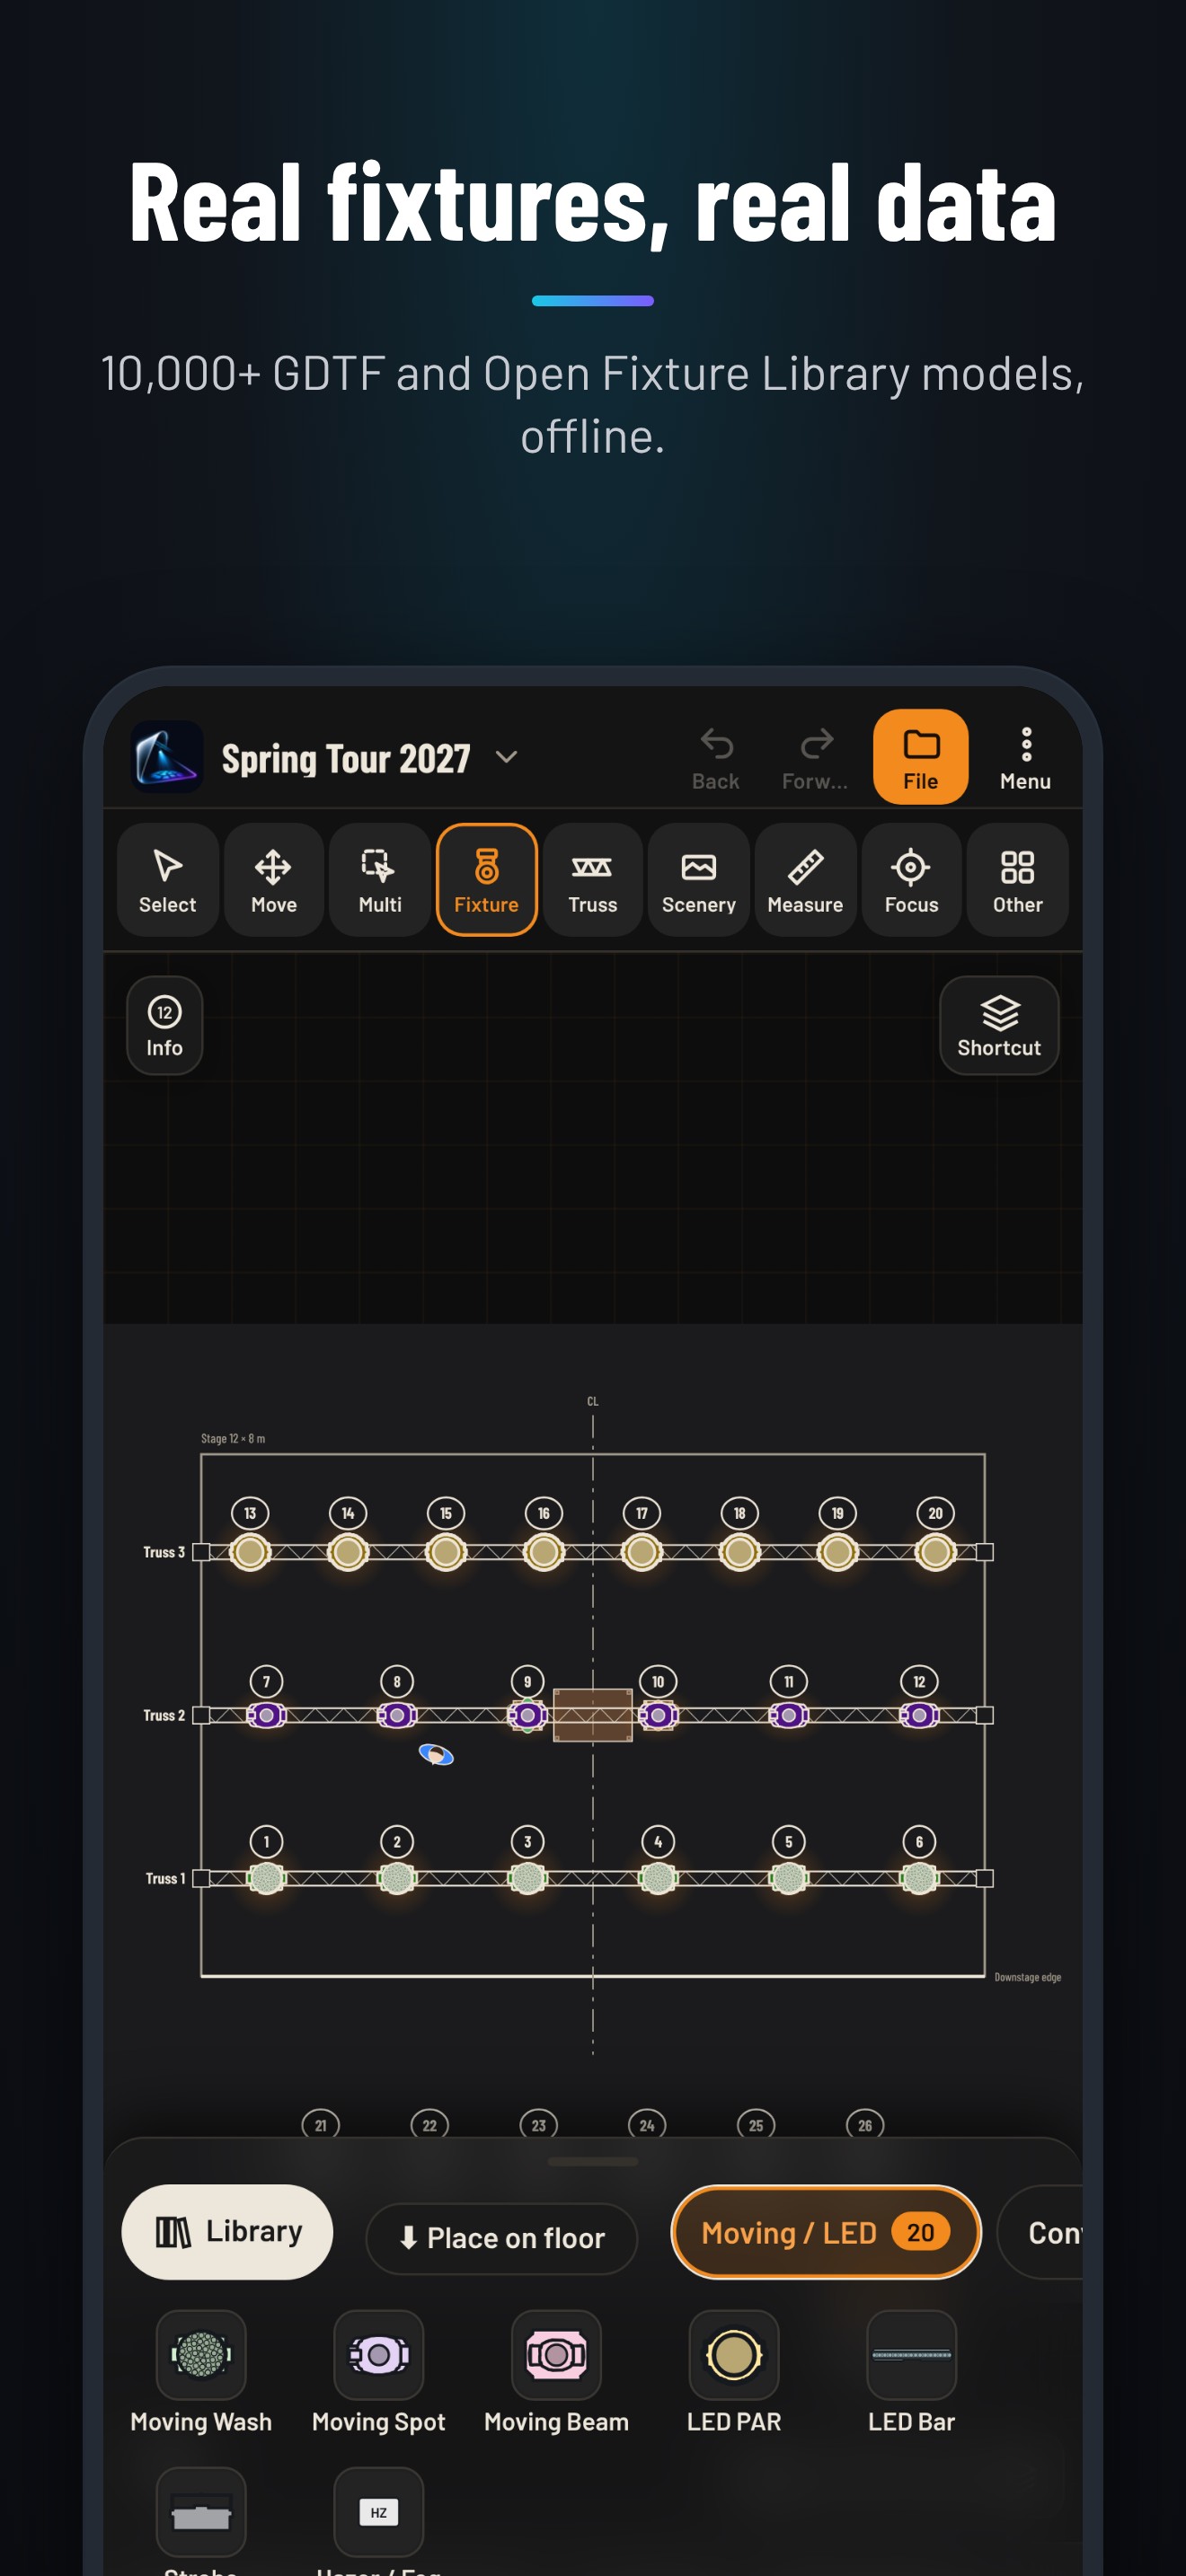 Real fixtures, real data
10,000+ GDTF and Open Fixture Library models,
offline.
Spring Tour 2027
Back
Forw...
File
Menu
Select
Move
Multi
Fixture
Truss
Scenery
Measure
Focus
Other
12
Info
Shortcut
CL
Stage 12 × 8 m
13 14 15 16 17 18 19 20
Truss 3
7 8 9 10 11 12
Truss 2
1 2 3 4 5 6
Truss 1
Downstage edge
21 22 23 24 25 26
Library
⬇ Place on floor
Moving / LED 20
Moving Wash
Moving Spot
Moving Beam
LED PAR
LED Bar
HZ